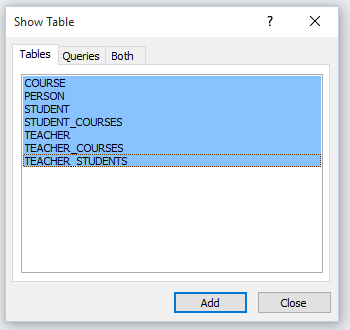 Show Table
?
Tables Queries Both
COURSE
PERSON
STUDENT
STUDENT_COURSES
TEACHER
TEACHER_COURSES
TEACHER_STUDENTS
Add Close